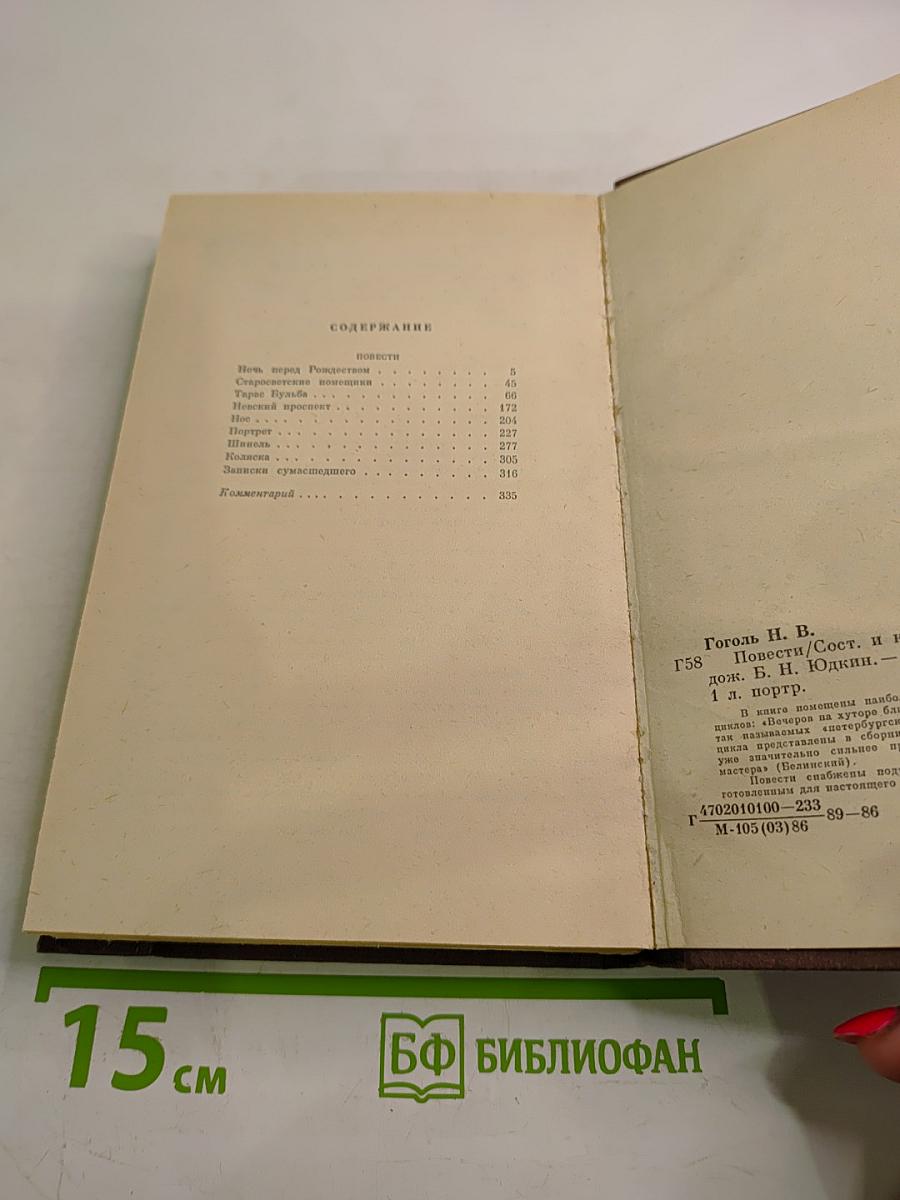 СОДЕРЖАНИЕ
ПОВЕСТИ
Ночь перед Рождеством . . . . . . . . 5
Старосветские помещики . . . . . . . 45
Тарас Бульба . . . . . . . . . . . . 66
Невский проспект . . . . . . . . . . 172
Нос . . . . . . . . . . . . . . . . 204
Портрет . . . . . . . . . . . . . . 227
Шинель . . . . . . . . . . . . . . 277
Коляска . . . . . . . . . . . . . . 305
Записки сумасшедшего . . . . . . . . 316
Комментарий . . . . . . . . . . . . 335
Гоголь Н. В.
Г58 Повести/Сост. и
дож. Б. Н. Юдкин.—
1 л. портр.
В книге помещены
циклов: «Вечеров на хуторе
так называемых
цикла представлены в
уже значительно сильнее
мастера» (Белинский).
Повести снабжены
готовленным для настоящего
Г 4702010100—233 89—86
М-105(03)86
15 см
БФ БИБЛИОФАН